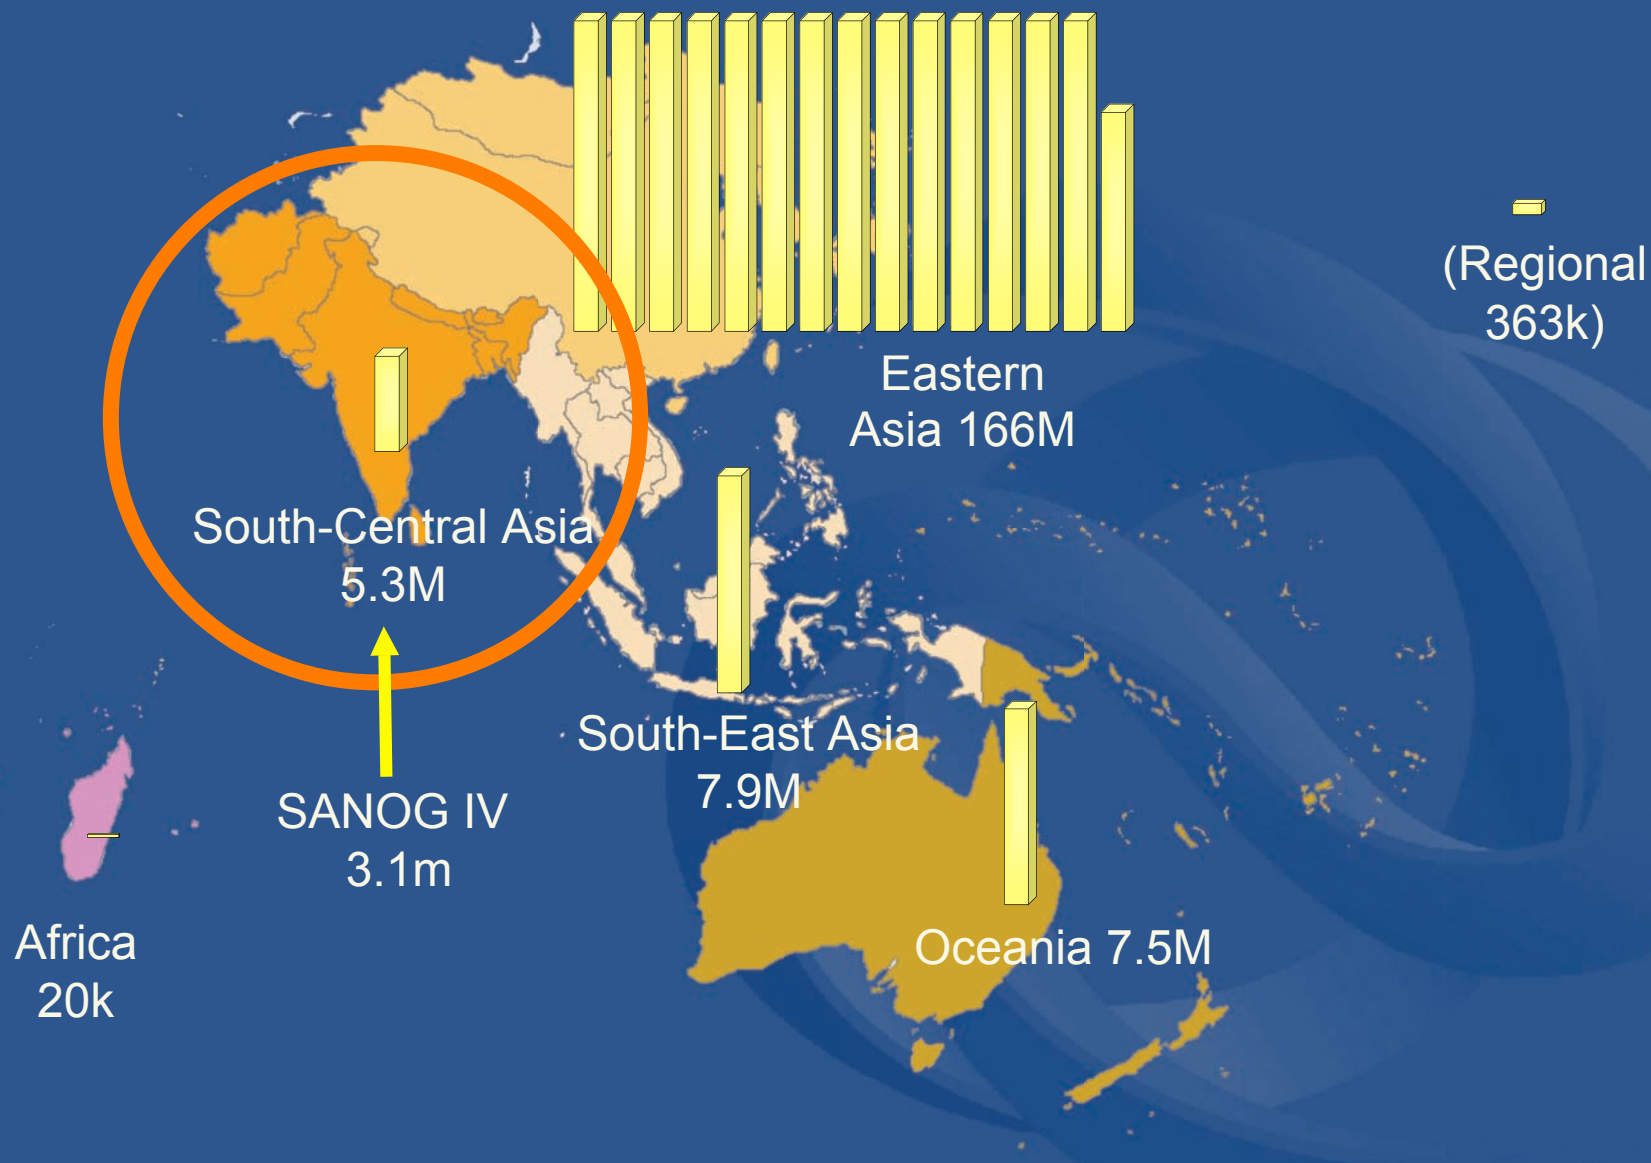 (Regional
363k)
Eastern
Asia 166M
South-Central Asia
5.3M
South-East Asia
7.9M
SANOG IV
3.1m
Africa
20k
Oceania 7.5M